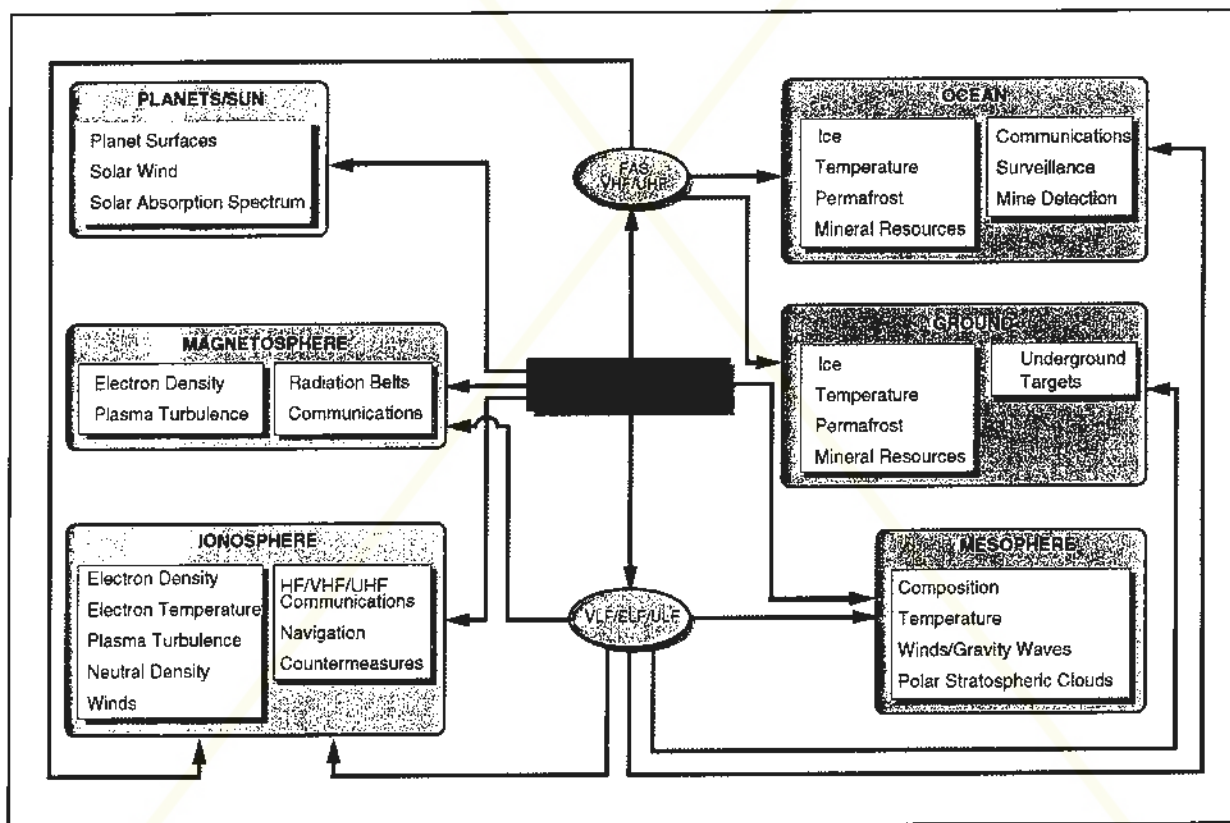 PLANETS/SUN
Planet Surfaces
Solar Wind
Solar Absorption Spectrum
FAS
VHF/UHF
OCEAN
Ice
Temperature
Permafrost
Mineral Resources
Communications
Surveillance
Mine Detection
MAGNETOSPHERE
Electron Density
Plasma Turbulence
Radiation Belts
Communications
GROUND
Ice
Temperature
Permafrost
Mineral Resources
Underground
Targets
IONOSPHERE
Electron Density
Electron Temperature
Plasma Turbulence
Neutral Density
Winds
HF/VHF/UHF
Communications
Navigation
Countermeasures
VLF/ELF/ULF
MESOPHERE
Composition
Temperature
Winds/Gravity Waves
Polar Stratospheric Clouds